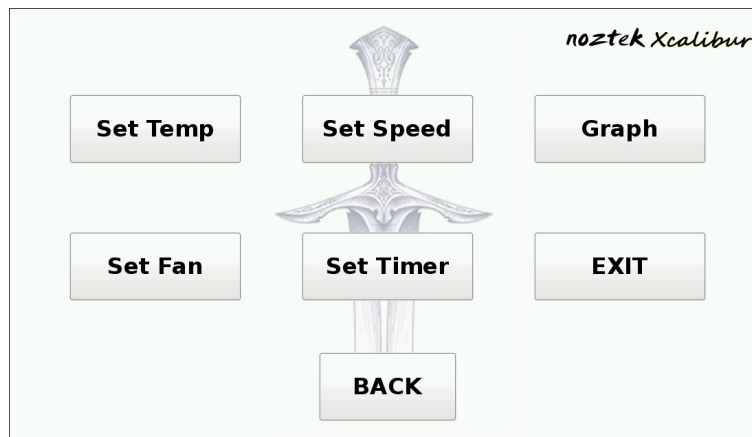 noztek Xcalibur
Set Temp
Set Speed
Graph
Set Fan
Set Timer
EXIT
BACK